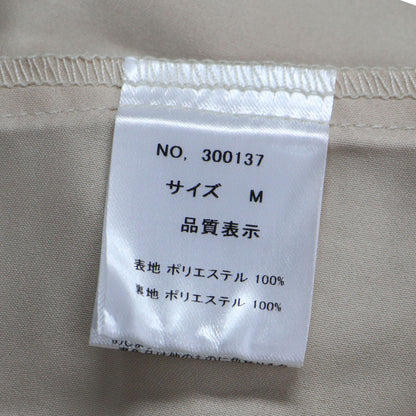 NO, 300137
サイズ M
品質表示
表地 ポリエステル 100%
裏地 ポリエステル 100%